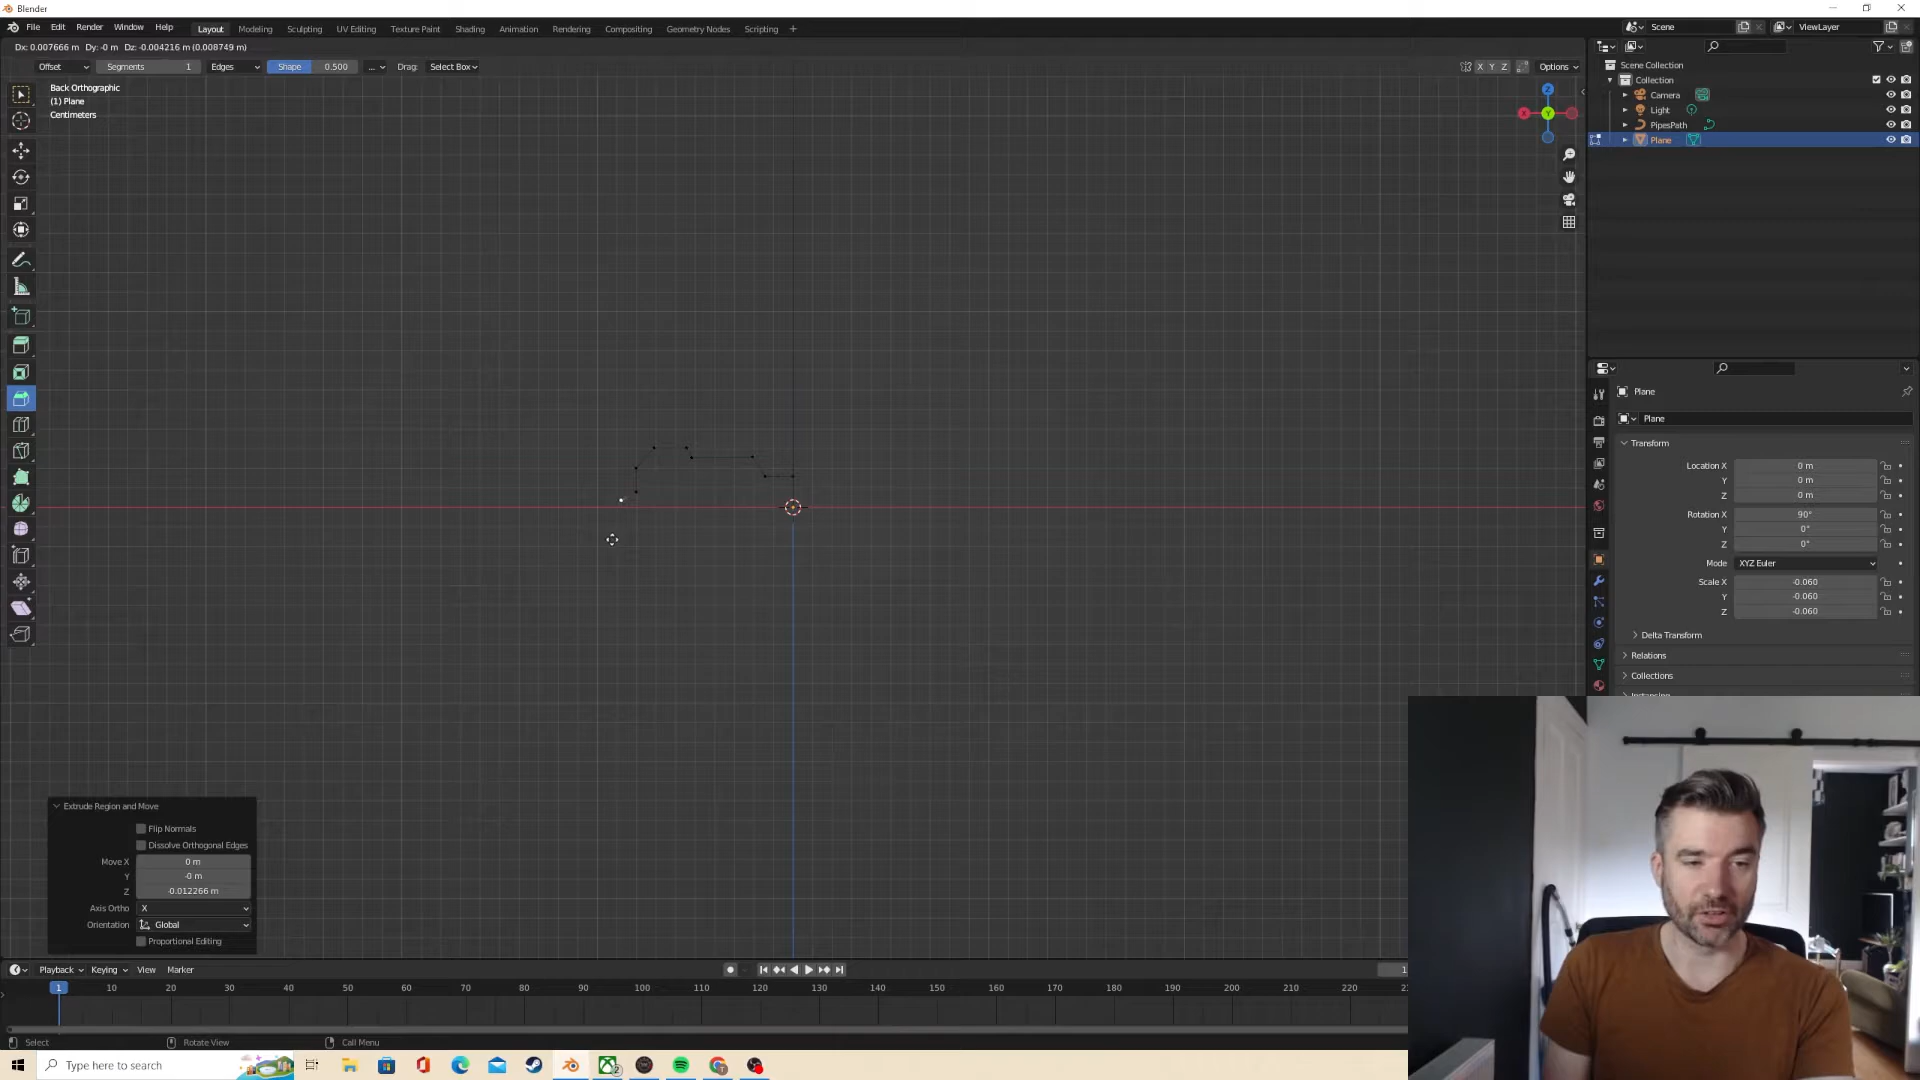 Blender
File Edit Render Window Help
Layout Modeling Sculpting UV Editing Texture Paint Shading Animation Rendering Compositing Geometry Nodes Scripting +
Scene
ViewLayer
Dx: 0.007666 m Dy: -0 m Dz: -0.004216 m (0.008749 m)
Offset Segments 1 Edges Shape 0.500 ... Drag: Select Box
X Y Z Options
Back Orthographic
(1) Plane
Centimeters
Z
X
Y
Scene Collection
Collection
Camera
Light
PipesPath
Plane
Plane
Plane
Transform
Location X 0 m
Y 0 m
Z 0 m
Rotation X 90°
Y 0°
Z 0°
Mode XYZ Euler
Scale X -0.060
Y -0.060
Z -0.060
Delta Transform
Relations
Collections
Extrude Region and Move
Flip Normals
Dissolve Orthogonal Edges
Move X 0 m
Y -0 m
Z -0.012266 m
Axis Ortho X
Orientation Global
Proportional Editing
Playback Keying View Marker
1
1 10 20 30 40 50 60 70 80 90 100 110 120 130 140 150 160 170 180 190 200 210 220
Select Rotate View Call Menu
Type here to search